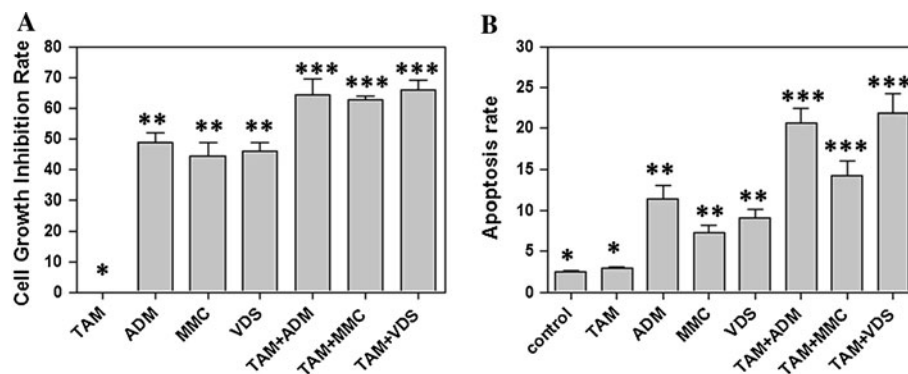 A
Cell Growth Inhibition Rate
80
70
60
50
40
30
20
10
0
*
**
**
**
***
***
***
TAM
ADM
MMC
VDS
TAM+ADM
TAM+MMC
TAM+VDS
B
Apoptosis rate
30
25
20
15
10
5
0
*
*
**
**
**
***
***
***
control
TAM
ADM
MMC
VDS
TAM+ADM
TAM+MMC
TAM+VDS